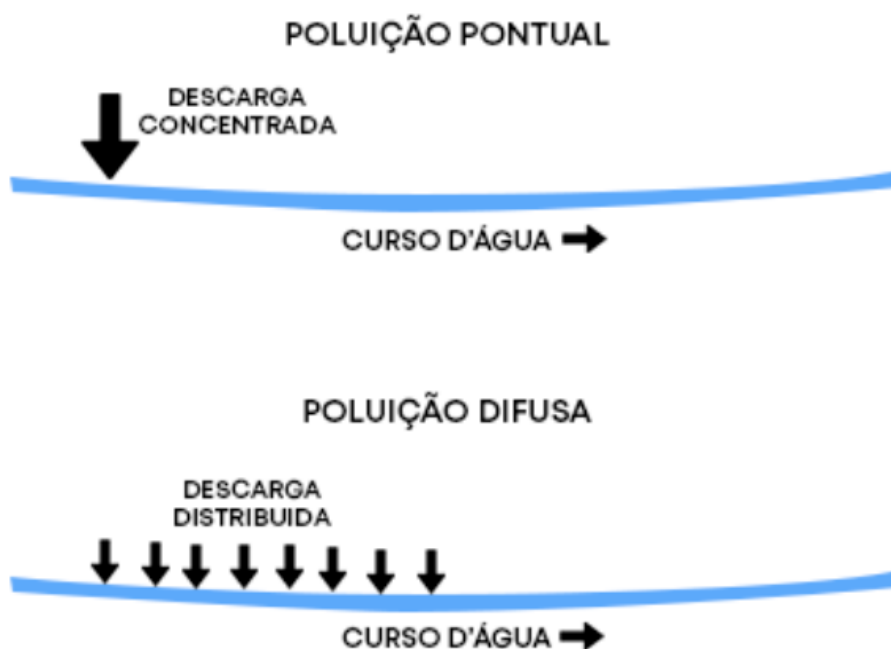 POLUIÇÃO PONTUAL
DESCARGA
CONCENTRADA
CURSO D'ÁGUA
POLUIÇÃO DIFUSA
DESCARGA
DISTRIBUIDA
CURSO D'ÁGUA